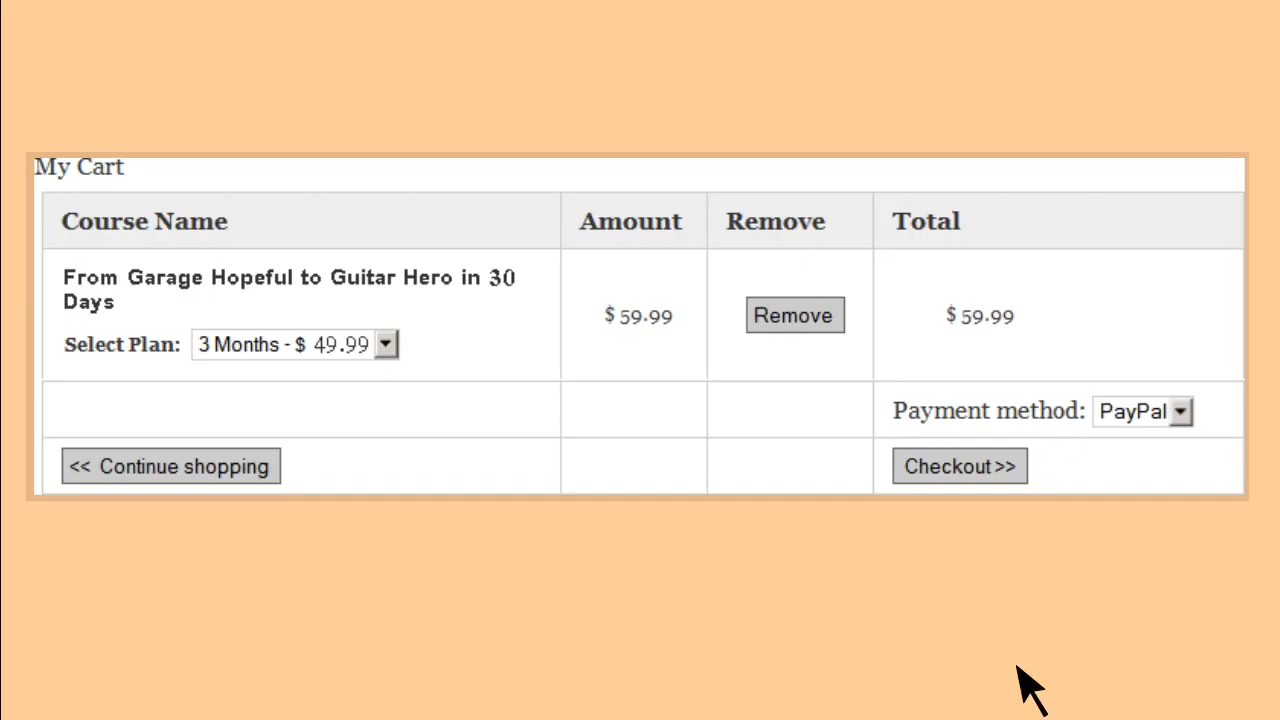 My Cart
Course Name Amount Remove Total
From Garage Hopeful to Guitar Hero in 30
Days
$ 59.99 Remove $ 59.99
Select Plan: 3 Months - $ 49.99
Payment method: PayPal
<< Continue shopping Checkout >>